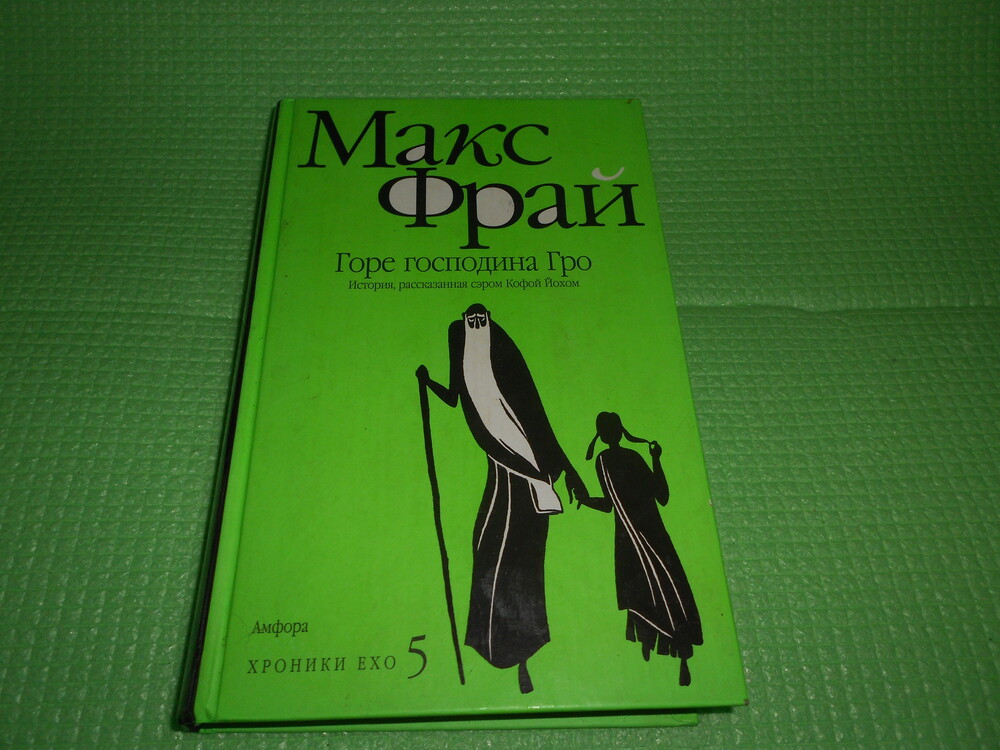 Макс
Фрай
Горе господина Гро
История, рассказанная сэром Кофой Йохом
Амфора
ХРОНИКИ ЕХО 5